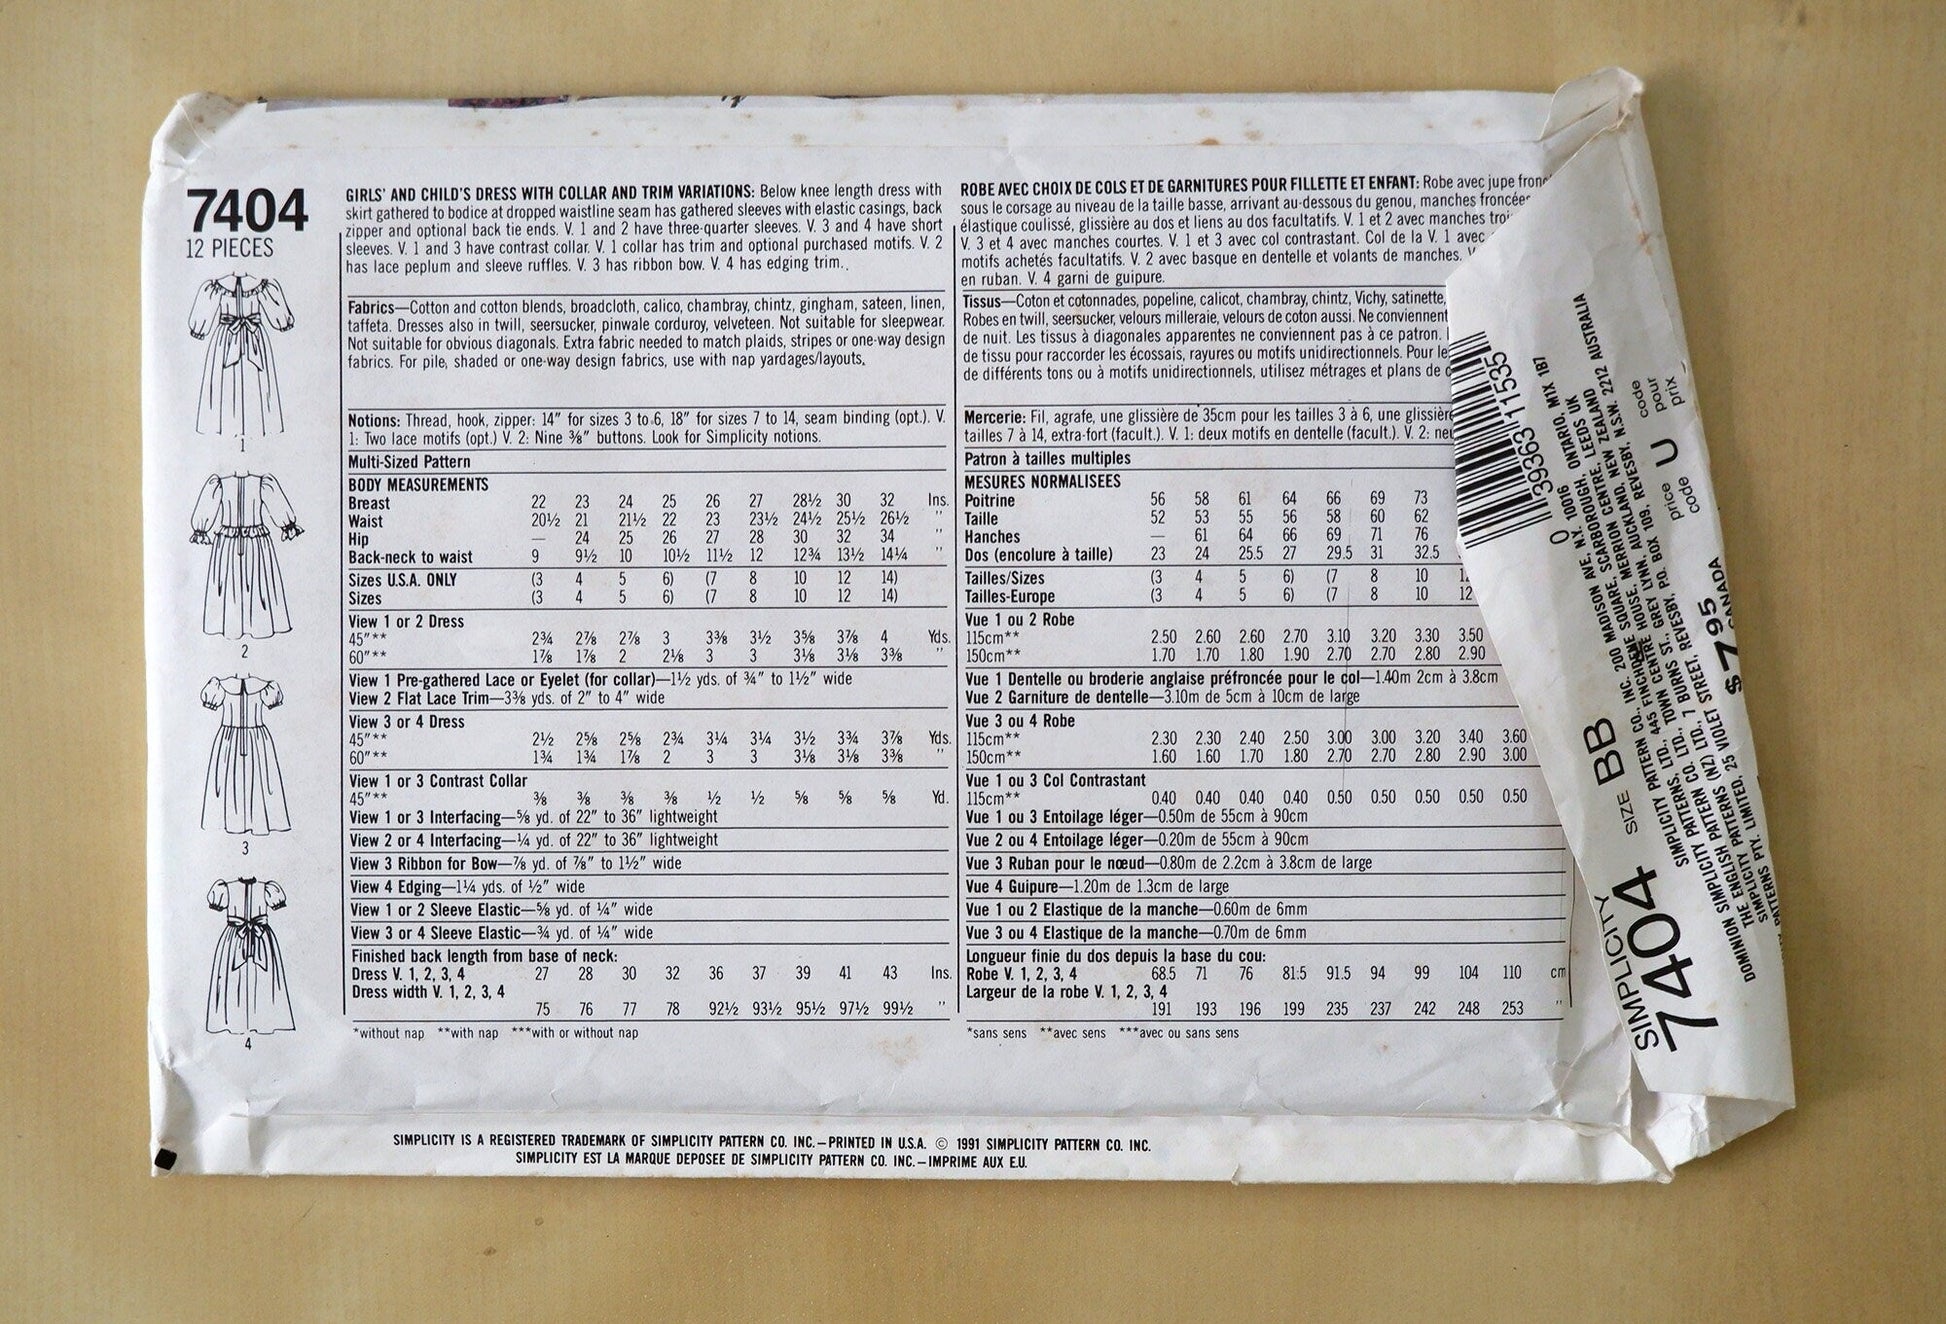 7404
12 PIECES
1
2
3
4
GIRLS' AND CHILD'S DRESS WITH COLLAR AND TRIM VARIATIONS: Below knee length dress with
skirt gathered to bodice at dropped waistline seam has gathered sleeves with elastic casings, back
zipper and optional back tie ends. V. 1 and 2 have three-quarter sleeves. V. 3 and 4 have short
sleeves. V. 1 and 3 have contrast collar. V. 1 collar has trim and optional purchased motifs. V. 2
has lace peplum and sleeve ruffles. V. 3 has ribbon bow. V. 4 has edging trim.
Fabrics—Cotton and cotton blends, broadcloth, calico, chambray, chintz, gingham, sateen, linen,
taffeta. Dresses also in twill, seersucker, pinwale corduroy, velveteen. Not suitable for sleepwear.
Not suitable for obvious diagonals. Extra fabric needed to match plaids, stripes or one-way design
fabrics. For pile, shaded or one-way design fabrics, use with nap yardages/layouts.
Notions: Thread, hook, zipper: 14" for sizes 3 to 6, 18" for sizes 7 to 14, seam binding (opt.). V.
1: Two lace motifs (opt.) V. 2: Nine ⅜" buttons. Look for Simplicity notions.
Multi-Sized Pattern
BODY MEASUREMENTS
Breast 22 23 24 25 26 27 28½ 30 32 Ins.
Waist 20½ 21 21½ 22 23 23½ 24½ 25½ 26½ "
Hip — 24 25 26 27 28 30 32 34 "
Back-neck to waist 9 9½ 10 10½ 11½ 12 12¾ 13½ 14¼ "
Sizes U.S.A. ONLY (3 4 5 6) (7 8 10 12 14)
Sizes (3 4 5 6) (7 8 10 12 14)
View 1 or 2 Dress
45"** 2¾ 2⅞ 2⅞ 3 3⅜ 3½ 3⅝ 3⅞ 4 Yds.
60"** 1⅞ 1⅞ 2 2⅛ 3 3 3⅛ 3⅛ 3⅜ "
View 1 Pre-gathered Lace or Eyelet (for collar)—1½ yds. of ¾" to 1½" wide
View 2 Flat Lace Trim—3⅜ yds. of 2" to 4" wide
View 3 or 4 Dress
45"** 2½ 2⅝ 2⅝ 2¾ 3¼ 3¼ 3½ 3¾ 3⅞ Yds.
60"** 1¾ 1¾ 1⅞ 2 3 3 3⅛ 3⅛ 3⅜ "
View 1 or 3 Contrast Collar
45"** ⅜ ⅜ ⅜ ⅜ ½ ½ ⅝ ⅝ ⅝ Yd.
View 1 or 3 Interfacing—⅝ yd. of 22" to 36" lightweight
View 2 or 4 Interfacing—¼ yd. of 22" to 36" lightweight
View 3 Ribbon for Bow—⅞ yd. of ⅞" to 1½" wide
View 4 Edging—1¼ yds. of ½" wide
View 1 or 2 Sleeve Elastic—⅝ yd. of ¼" wide
View 3 or 4 Sleeve Elastic—¾ yd. of ¼" wide
Finished back length from base of neck:
Dress V. 1, 2, 3, 4 27 28 30 32 36 37 39 41 43 Ins.
Dress width V. 1, 2, 3, 4
75 76 77 78 92½ 93½ 95½ 97½ 99½ "
*without nap **with nap ***with or without nap
ROBE AVEC CHOIX DE COLS ET DE GARNITURES POUR FILLETTE ET ENFANT: Robe avec jupe
sous le corsage au niveau de la taille basse, arrivant au-dessous du genou, manches
élastique coulissé, glissière au dos et liens au dos facultatifs. V. 1 et 2 avec manches
V. 3 et 4 avec manches courtes. V. 1 et 3 avec col contrastant. Col de la V. 1 avec
motifs achetés facultatifs. V. 2 avec basque en dentelle et volants de manches.
en ruban. V. 4 garni de guipure.
Tissus—Coton et cotonnades, popeline, calicot, chambray, chintz, Vichy, satinette,
Robes en twill, seersucker, velours milleraie, velours de coton aussi. Ne conviennent
de nuit. Les tissus à diagonales apparentes ne conviennent pas à ce patron.
de tissu pour raccorder les écossais, rayures ou motifs unidirectionnels. Pour
de différents tons ou à motifs unidirectionnels, utilisez métrages et plans de
Mercerie: Fil, agrafe, une glissière de 35cm pour les tailles 3 à 6, une
tailles 7 à 14, extra-fort (facult.). V. 1: deux motifs en dentelle (facult.). V. 2:
Patron à tailles multiples
MESURES NORMALISEES
Poitrine 56 58 61 64 66 69 73
Taille 52 53 55 56 58 60 62
Hanches — 61 64 66 69 71 76
Dos (encolure à taille) 23 24 25.5 27 29.5 31 32.5
Tailles/Sizes (3 4 5 6) (7 8 10
Tailles-Europe (3 4 5 6) (7 8 10 12
Vue 1 ou 2 Robe
115cm** 2.50 2.60 2.60 2.70 3.10 3.20 3.30 3.50
150cm** 1.70 1.70 1.80 1.90 2.70 2.70 2.80 2.90
Vue 1 Dentelle ou broderie anglaise préfroncée pour le col—1.40m 2cm à 3.8cm
Vue 2 Garniture de dentelle—3.10m de 5cm à 10cm de large
Vue 3 ou 4 Robe
115cm** 2.30 2.30 2.40 2.50 3.00 3.00 3.20 3.40 3.60
150cm** 1.60 1.60 1.70 1.80 2.70 2.70 2.80 2.90 3.00
Vue 1 ou 3 Col Contrastant
115cm** 0.40 0.40 0.40 0.40 0.50 0.50 0.50 0.50 0.50
Vue 1 ou 3 Entoilage léger—0.50m de 55cm à 90cm
Vue 2 ou 4 Entoilage léger—0.20m de 55cm à 90cm
Vue 3 Ruban pour le nœud—0.80m de 2.2cm à 3.8cm de large
Vue 4 Guipure—1.20m de 1.3cm de large
Vue 1 ou 2 Elastique de la manche—0.60m de 6mm
Vue 3 ou 4 Elastique de la manche—0.70m de 6mm
Longueur finie du dos depuis la base du cou:
Robe V. 1, 2, 3, 4 68.5 71 76 81.5 91.5 94 99 104 110 cm
Largeur de la robe V. 1, 2, 3, 4
191 193 196 199 235 237 242 248 253 "
*sans sens **avec sens ***avec ou sans sens
SIMPLICITY
7404 SIZE BB
0 39363 11535
SIMPLICITY PATTERN CO., INC. 200 MADISON AVE., N.Y. 10016
DOMINION SIMPLICITY PATTERNS, LTD.,
SIMPLICITY PATTERNS (NZ) LTD.,
price code U code pour prix
$7.95
CANADA
SIMPLICITY IS A REGISTERED TRADEMARK OF SIMPLICITY PATTERN CO. INC.—PRINTED IN U.S.A. © 1991 SIMPLICITY PATTERN CO. INC.
SIMPLICITY EST LA MARQUE DEPOSEE DE SIMPLICITY PATTERN CO. INC.—IMPRIME AUX E.U.